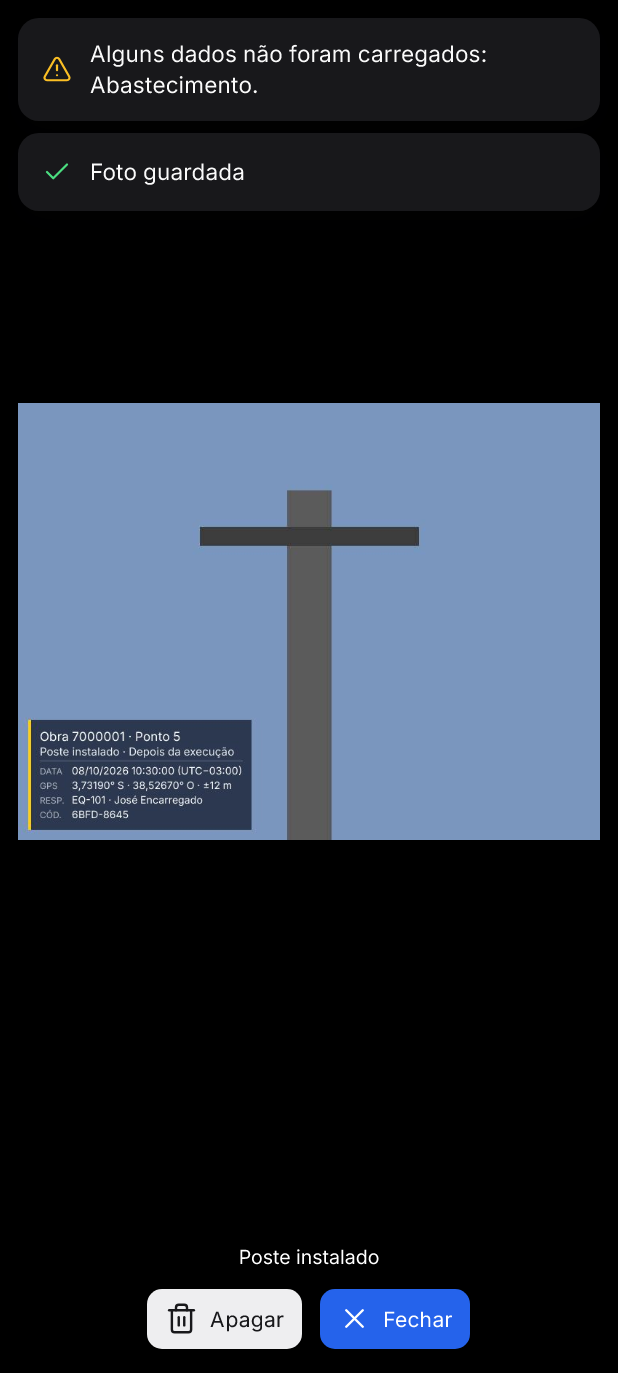 Alguns dados não foram carregados:
Abastecimento.
Foto guardada
Obra 7000001 · Ponto 5
Poste instalado · Depois da execução
DATA 08/10/2026 10:30:00 (UTC−03:00)
GPS 3,73190° S · 38,52670° O · ±12 m
RESP. EQ-101 · José Encarregado
CÓD. 6BFD-8645
Poste instalado
Apagar
Fechar